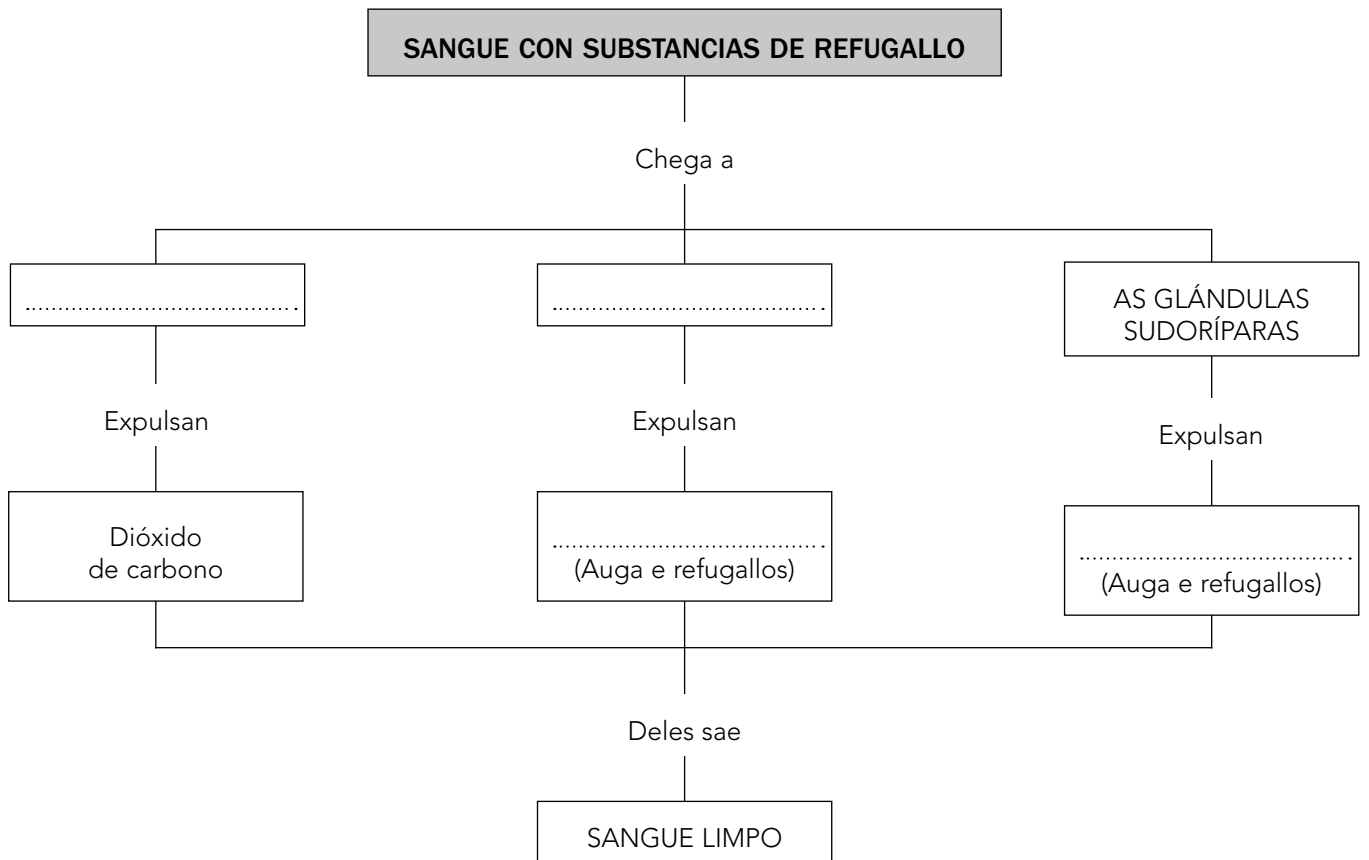 SANGUE CON SUBSTANCIAS DE REFUGALLO
Chega a
.......................................... .
.......................................... .
AS GLÁNDULAS
SUDORÍPARAS
Expulsan
Expulsan
Expulsan
Dióxido
de carbono
.......................................... .
(Auga e refugallos)
.......................................... .
(Auga e refugallos)
Deles sae
SANGUE LIMPO